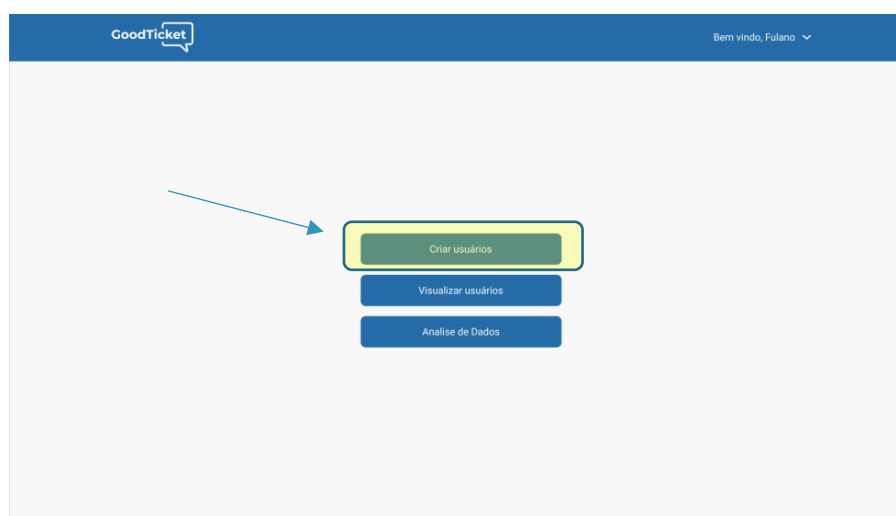 GoodTicket
Bem vindo, Fulano
Criar usuários
Visualizar usuários
Analise de Dados